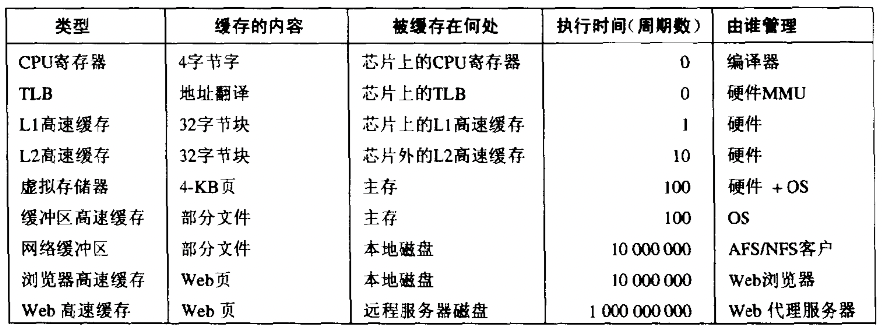 类型 缓存的内容 被缓存在何处 执行时间(周期数) 由谁管理
CPU寄存器 4字节字 芯片上的CPU寄存器 0 编译器
TLB 地址翻译 芯片上的TLB 0 硬件MMU
L1高速缓存 32字节块 芯片上的L1高速缓存 1 硬件
L2高速缓存 32字节块 芯片外的L2高速缓存 10 硬件
虚拟存储器 4-KB页 主存 100 硬件 + OS
缓冲区高速缓存 部分文件 主存 100 OS
网络缓冲区 部分文件 本地磁盘 10 000 000 AFS/NFS客户
浏览器高速缓存 Web页 本地磁盘 10 000 000 Web浏览器
Web 高速缓存 Web 页 远程服务器磁盘 1 000 000 000 Web 代理服务器